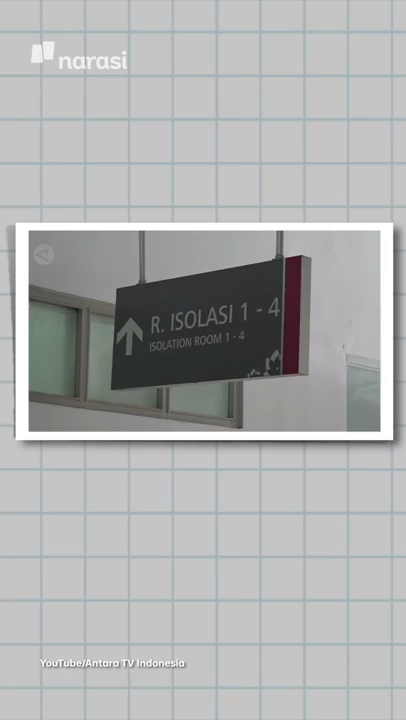 narasi
R. ISOLASI 1 - 4
ISOLATION ROOM 1 - 4
YouTube/Antara TV Indonesia